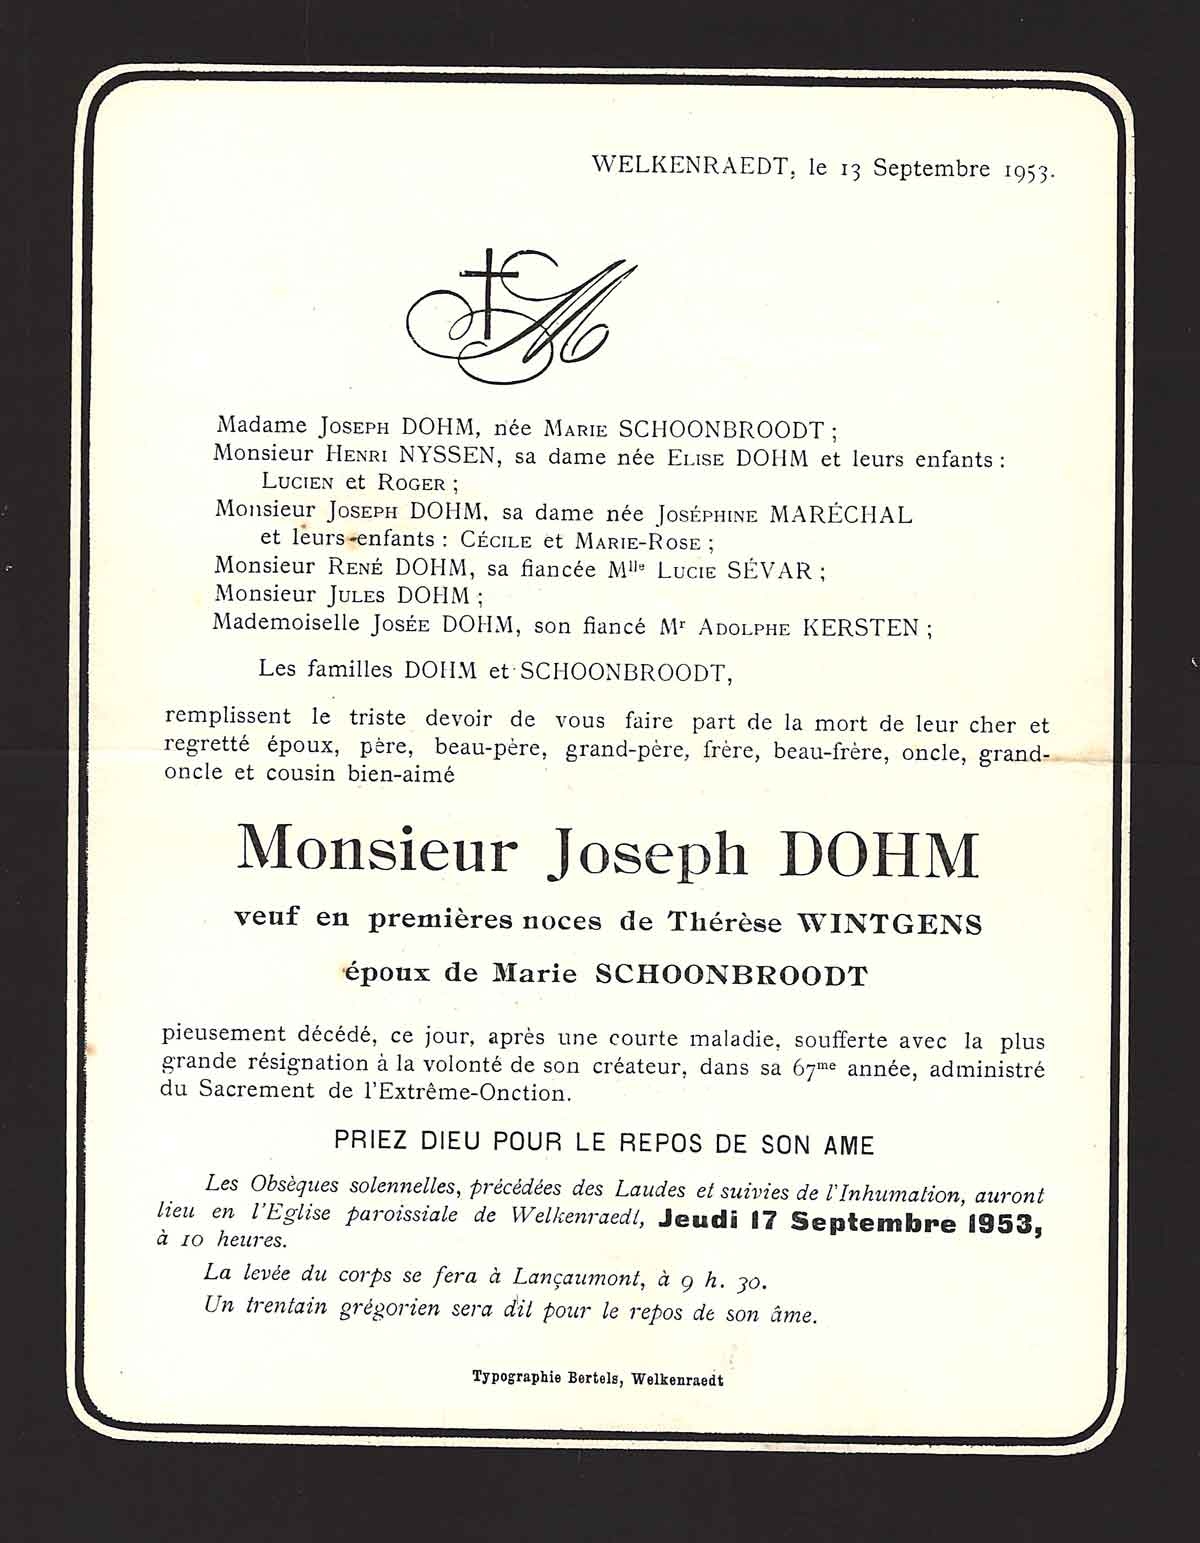 WELKENRAEDT, le 13 Septembre 1953.
M
Madame JOSEPH DOHM, née MARIE SCHOONBROODT ;
Monsieur HENRI NYSSEN, sa dame née ELISE DOHM et leurs enfants :
LUCIEN et ROGER ;
Monsieur JOSEPH DOHM, sa dame née JOSÉPHINE MARÉCHAL
et leurs enfants : CÉCILE et MARIE-ROSE ;
Monsieur RENÉ DOHM, sa fiancée Mlle LUCIE SÉVAR ;
Monsieur JULES DOHM ;
Mademoiselle JOSÉE DOHM, son fiancé Mr ADOLPHE KERSTEN ;
Les familles DOHM et SCHOONBROODT,
remplissent le triste devoir de vous faire part de la mort de leur cher et
regretté époux, père, beau-père, grand-père, frère, beau-frère, oncle, grand-
oncle et cousin bien-aimé
Monsieur Joseph DOHM
veuf en premières noces de Thérèse WINTGENS
époux de Marie SCHOONBROODT
pieusement décédé, ce jour, après une courte maladie, soufferte avec la plus
grande résignation à la volonté de son créateur, dans sa 67me année, administré
du Sacrement de l'Extrême-Onction.
PRIEZ DIEU POUR LE REPOS DE SON AME
Les Obsèques solennelles, précédées des Laudes et suivies de l'Inhumation, auront
lieu en l'Eglise paroissiale de Welkenraedt, Jeudi 17 Septembre 1953,
à 10 heures.
La levée du corps se fera à Lançaumont, à 9 h. 30.
Un trentain grégorien sera dit pour le repos de son âme.
Typographie Bertels, Welkenraedt